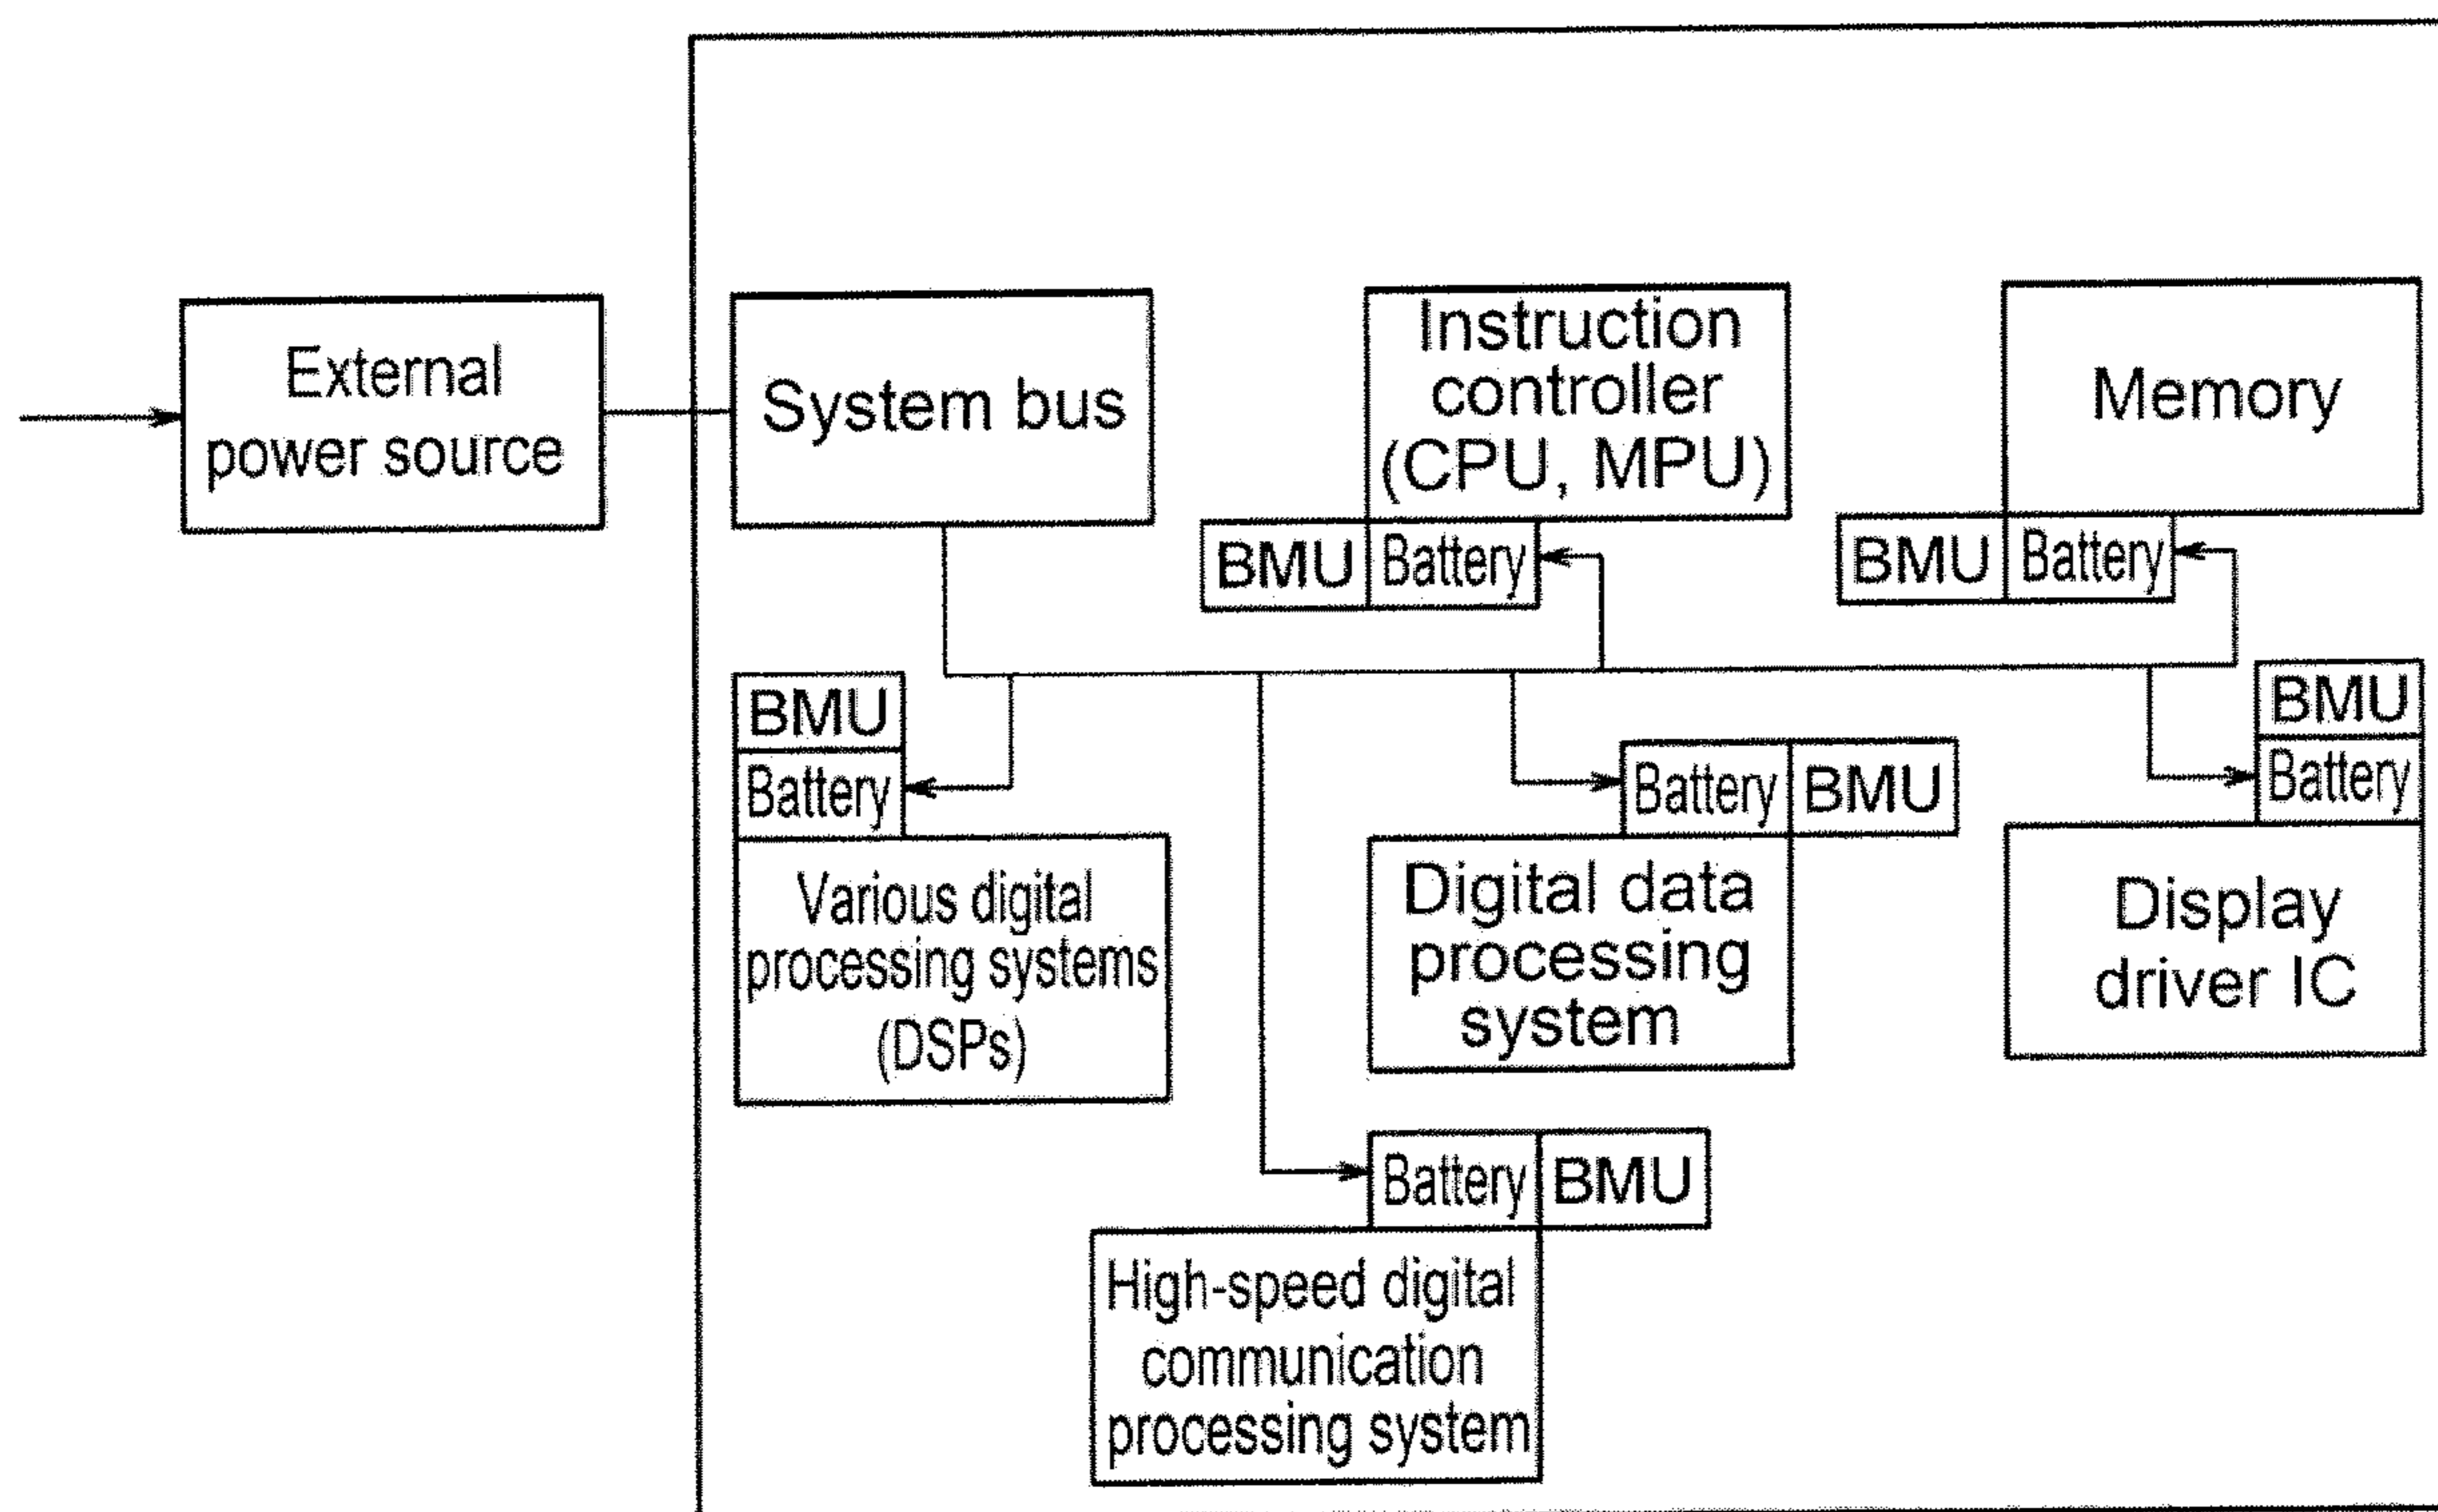 External
power source
System bus
Instruction
controller
(CPU, MPU)
BMU
Battery
Memory
BMU
Battery
BMU
Battery
Various digital
processing systems
(DSPs)
Battery
BMU
Digital data
processing
system
BMU
Battery
Display
driver IC
Battery
BMU
High-speed digital
communication
processing system